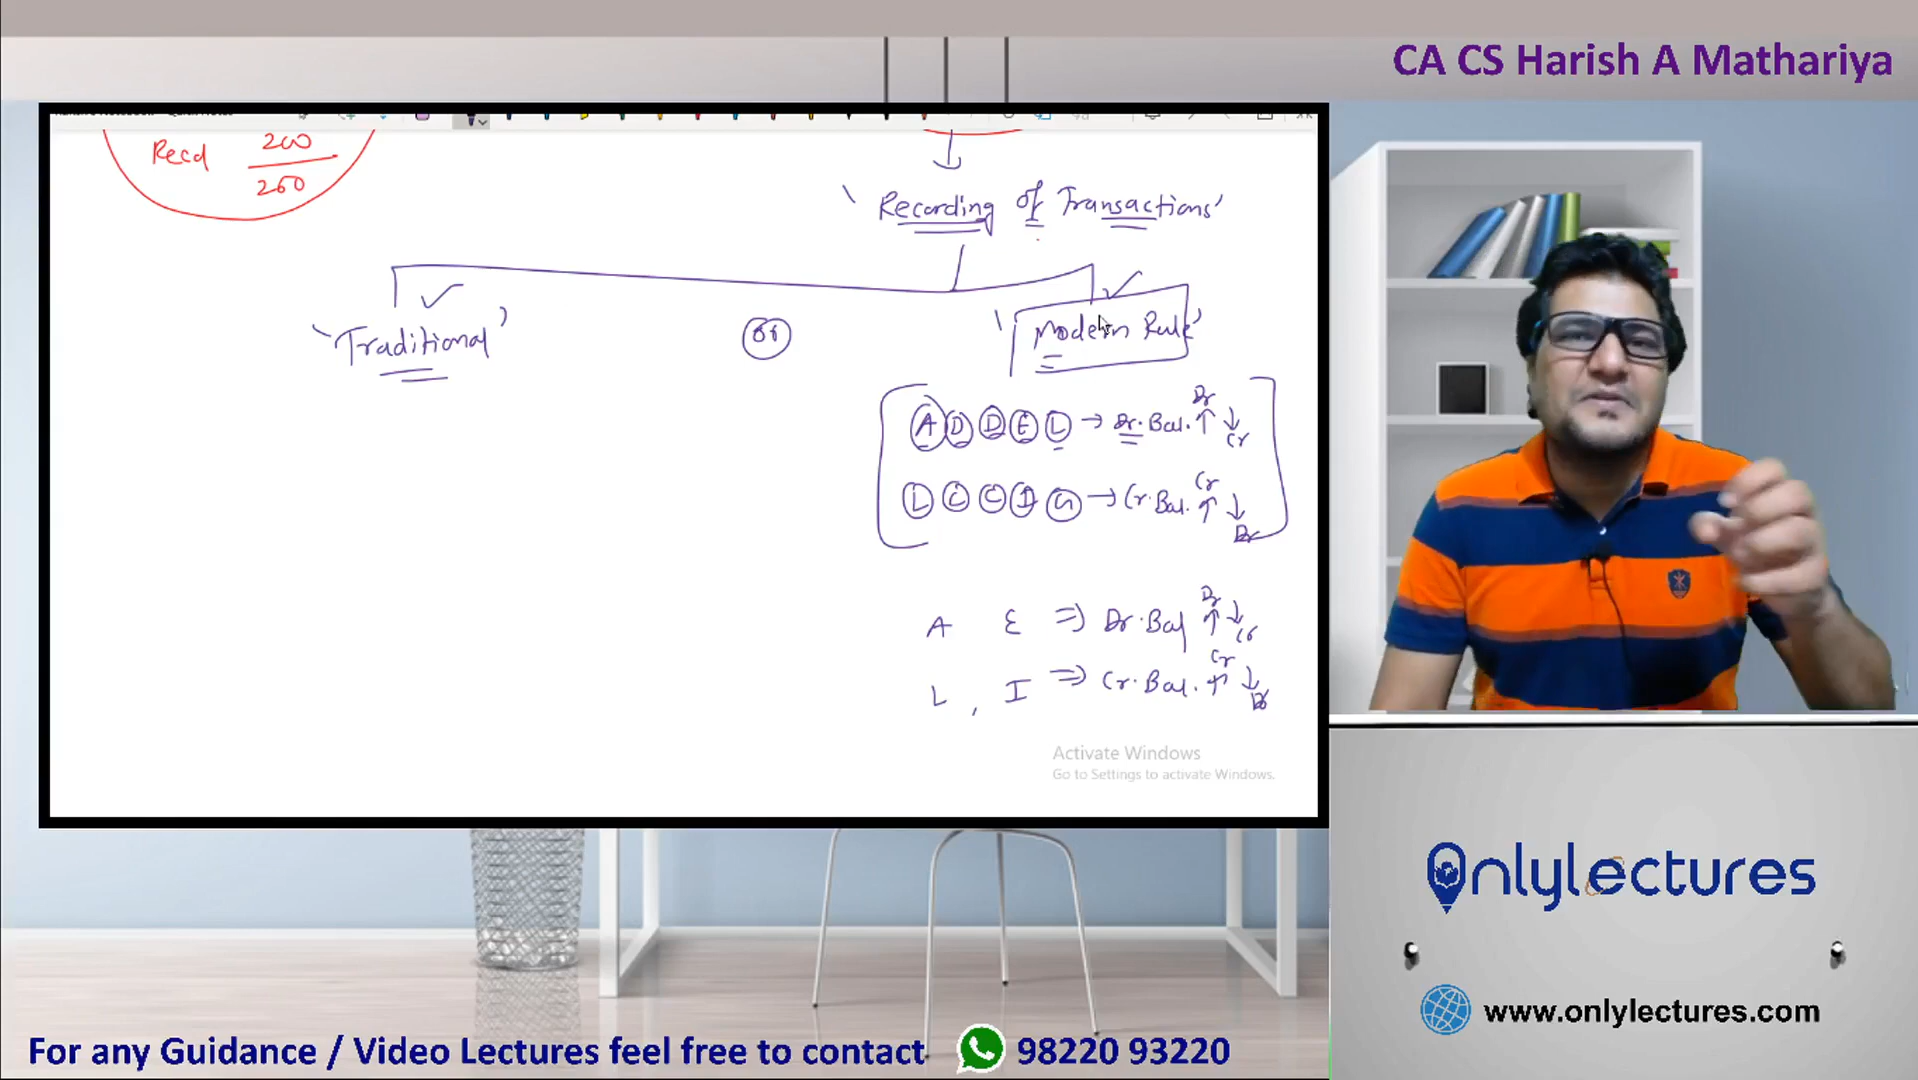 CA CS Harish A Mathariya
Recd 200
260
'Recording of Transactions'
'Traditional'
or
'Modern Rule'
A D D E L → Dr. Bal. Dr ↑ ↓ Cr
L C C I G → Cr. Bal. Cr ↑ ↓ Dr
A E ⇒ Dr. Bal Dr ↑ ↓ Cr
L , I ⇒ Cr. Bal. Cr ↑ ↓ Dr
Activate Windows
Go to Settings to activate Windows.
Onlylectures
www.onlylectures.com
For any Guidance / Video Lectures feel free to contact 98220 93220